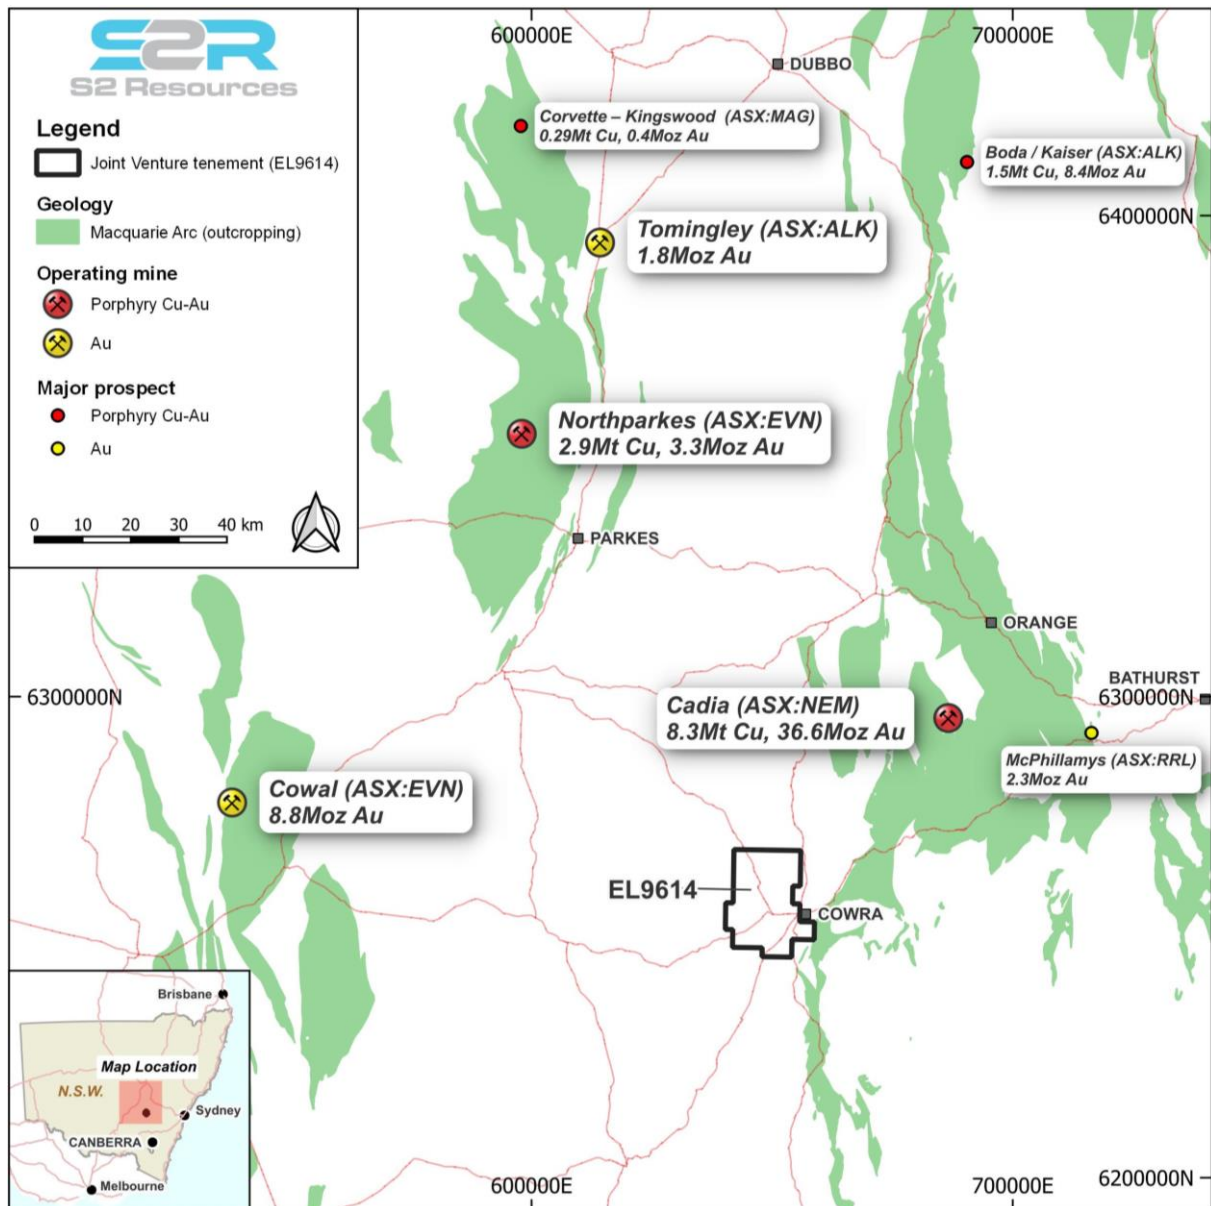 S2R
S2 Resources
Legend
Joint Venture tenement (EL9614)
Geology
Macquarie Arc (outcropping)
Operating mine
Porphyry Cu-Au
Au
Major prospect
Porphyry Cu-Au
Au
0 10 20 30 40 km
600000E
700000E
DUBBO
Corvette – Kingswood (ASX:MAG)
0.29Mt Cu, 0.4Moz Au
Boda / Kaiser (ASX:ALK)
1.5Mt Cu, 8.4Moz Au
6400000N
Tomingley (ASX:ALK)
1.8Moz Au
Northparkes (ASX:EVN)
2.9Mt Cu, 3.3Moz Au
PARKES
ORANGE
BATHURST
6300000N
6300000N
Cadia (ASX:NEM)
8.3Mt Cu, 36.6Moz Au
McPhillamys (ASX:RRL)
2.3Moz Au
Cowal (ASX:EVN)
8.8Moz Au
EL9614
COWRA
Brisbane
Map Location
N.S.W.
Sydney
CANBERRA
Melbourne
600000E
700000E
6200000N